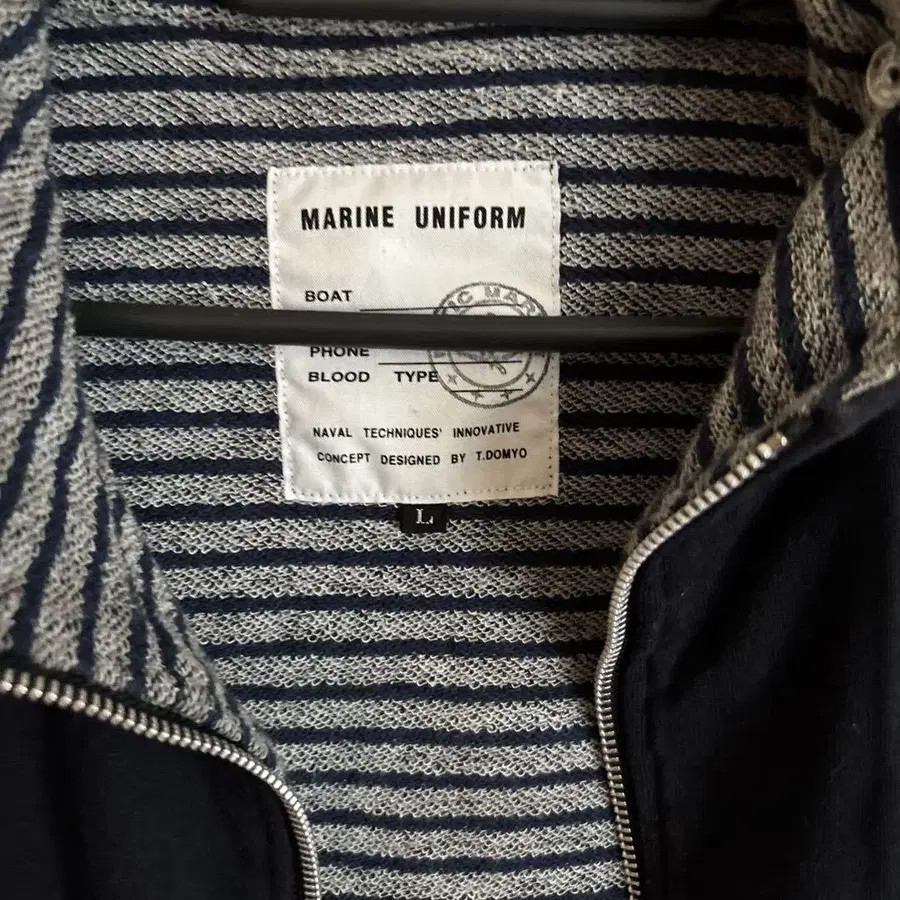 MARINE UNIFORM
BOAT
PHONE
BLOOD TYPE
NAVAL TECHNIQUES' INNOVATIVE
CONCEPT DESIGNED BY T.DOMYO
L